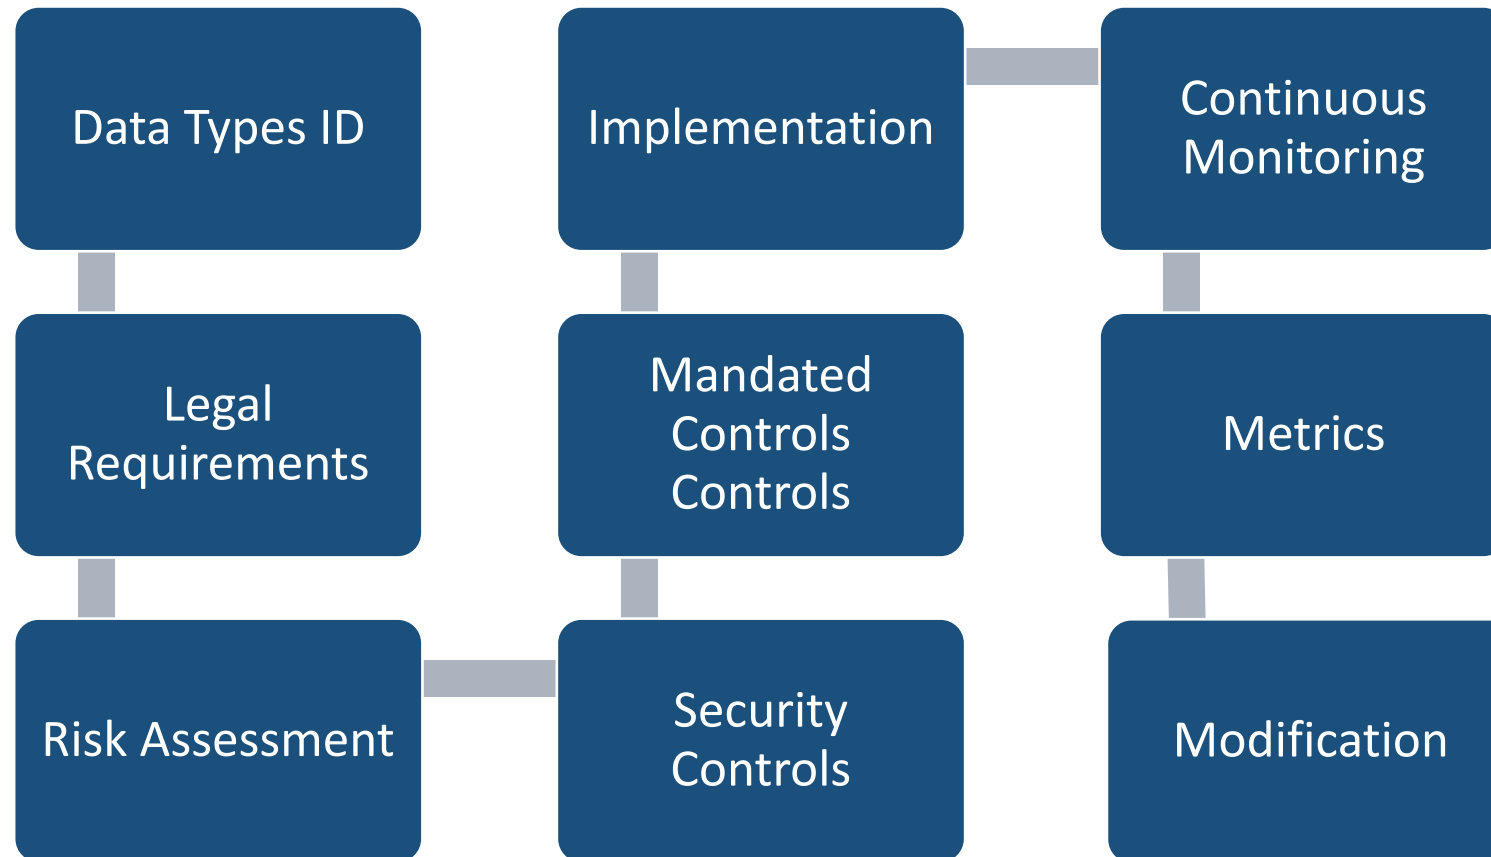 Data Types ID
Legal
Requirements
Risk Assessment
Security
Controls
Mandated
Controls
Controls
Implementation
Continuous
Monitoring
Metrics
Modification